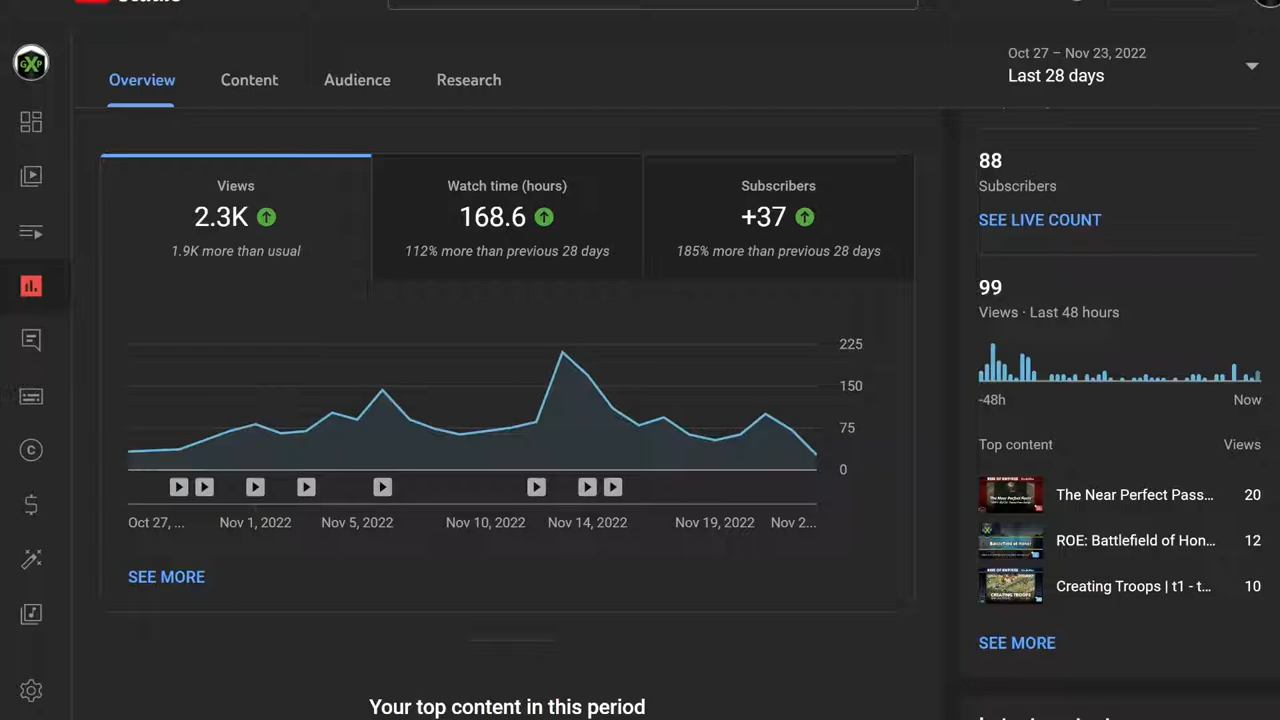 Studio
GXP
Overview
Content
Audience
Research
Oct 27 – Nov 23, 2022
Last 28 days
Views
2.3K
1.9K more than usual
Watch time (hours)
168.6
112% more than previous 28 days
Subscribers
+37
185% more than previous 28 days
225
150
75
0
Oct 27, ...
Nov 1, 2022
Nov 5, 2022
Nov 10, 2022
Nov 14, 2022
Nov 19, 2022
Nov 2...
SEE MORE
Your top content in this period
88
Subscribers
SEE LIVE COUNT
99
Views · Last 48 hours
-48h
Now
Top content
Views
The Near Perfect Pass...
20
ROE: Battlefield of Hon...
12
Creating Troops | t1 - t...
10
SEE MORE